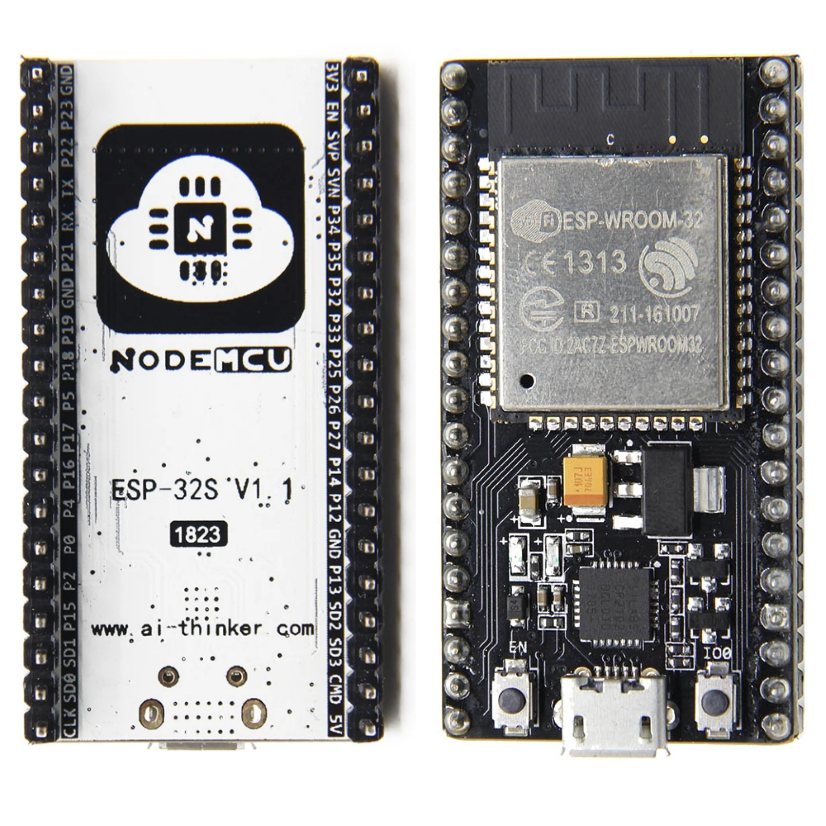 GND
P23
P22
TX
RX
P21
GND
P19
P18
P5
P17
P16
P4
P0
P2
P15
SD1
SD0
CLK
N
NODEMCU
ESP-32S V1.1
1823
www.ai-thinker.com
3V3
EN
SVP
SVN
P34
P35
P32
P33
P25
P26
P27
P14
P12
GND
P13
SD2
SD3
CMD
5V
C
WiFi ESP-WROOM-32
CE 1313
R 211-161007
FCC ID:2AC7Z-ESPWROOM32
107J
EN
IO0